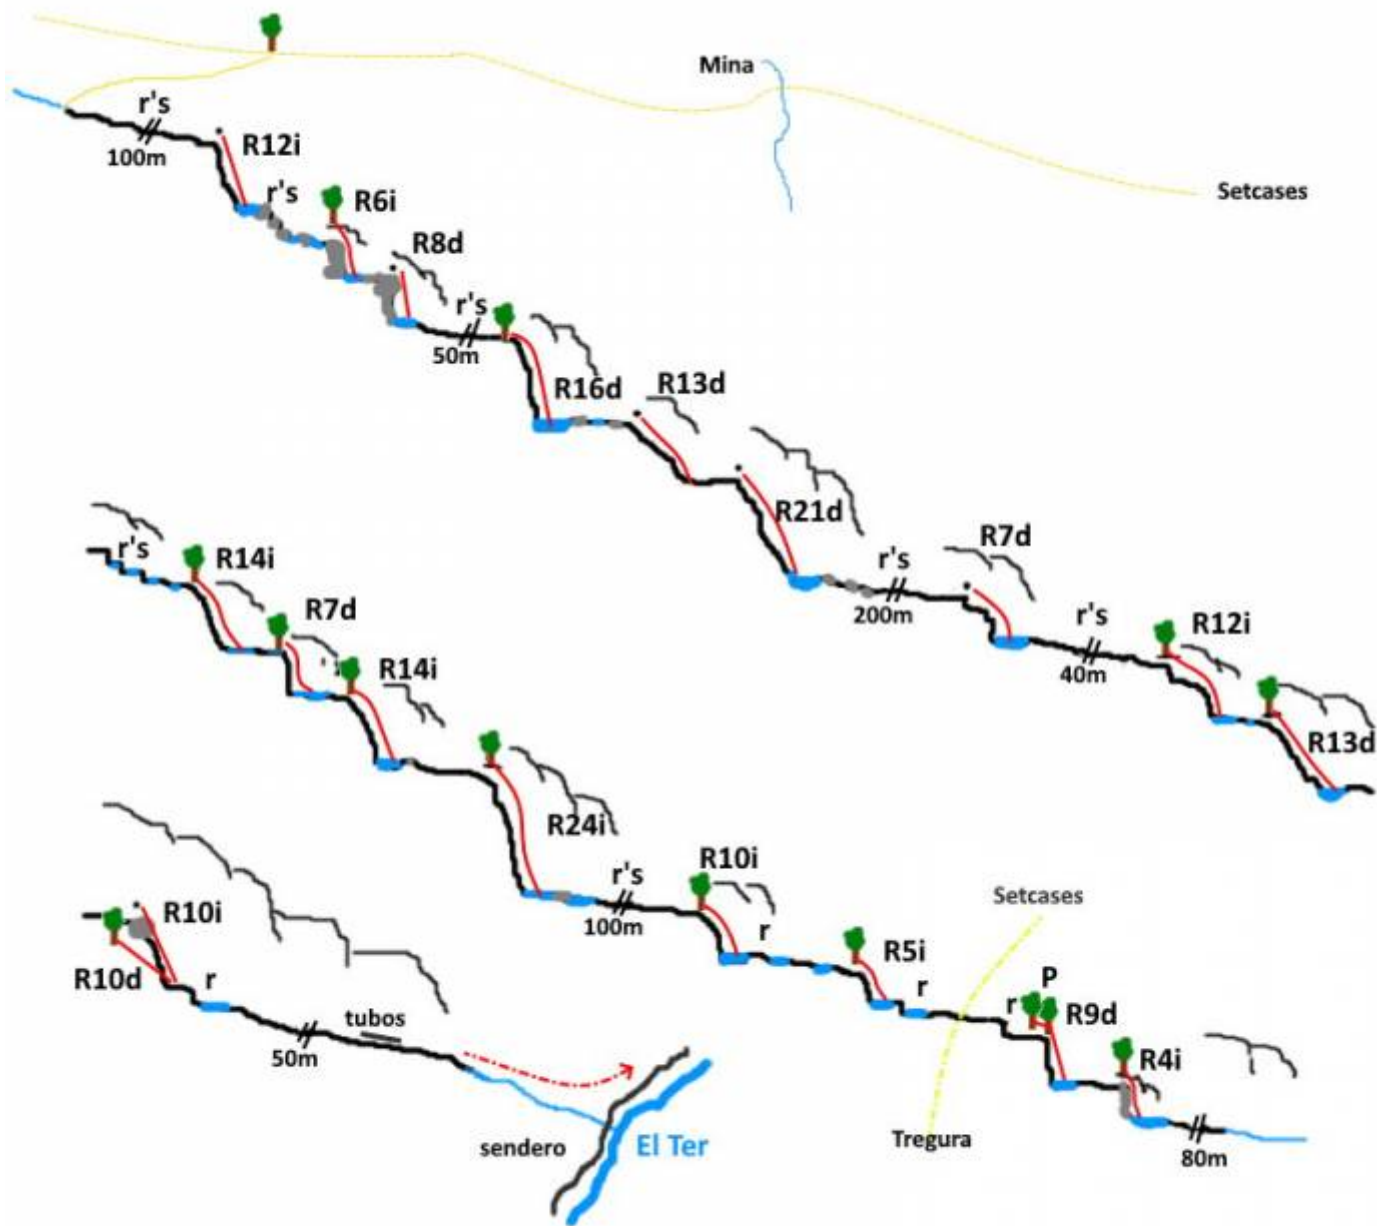 Mina
r's
100m
R12i
Setcases
r's
R6i
R8d
r's
50m
R16d
R13d
R21d
r's
200m
R7d
r's
40m
R12i
R13d
r's
R14i
R7d
R14i
R24i
r's
100m
R10i
r
R5i
r
Setcases
Tregura
r
P
R9d
R4i
80m
R10i
R10d
r
50m
tubos
sendero
El Ter